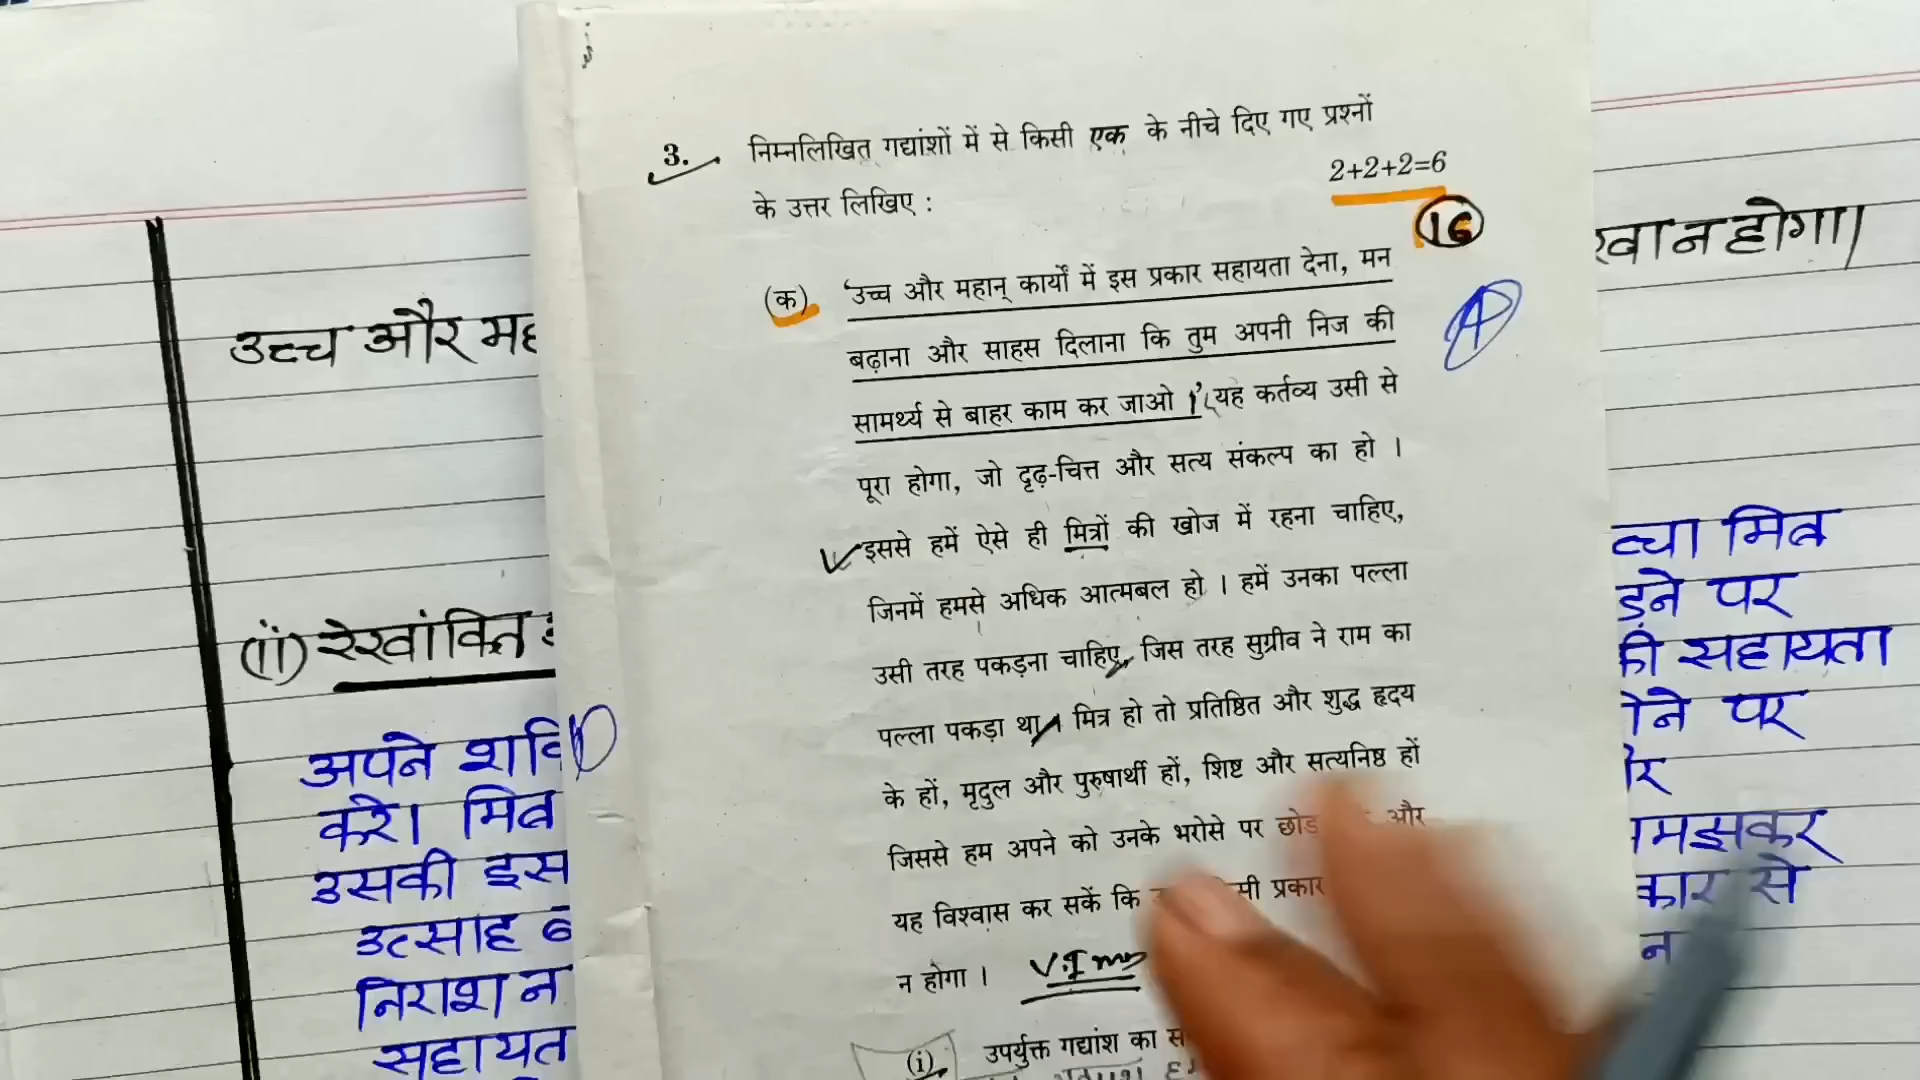 3. निम्नलिखित गद्यांशों में से किसी एक के नीचे दिए गए प्रश्नों
के उत्तर लिखिए :
2+2+2=6
16
(क) ‘उच्च और महान् कार्यों में इस प्रकार सहायता देना, मन
बढ़ाना और साहस दिलाना कि तुम अपनी निज की
सामर्थ्य से बाहर काम कर जाओ ।’ यह कर्तव्य उसी से
पूरा होगा, जो दृढ़-चित्त और सत्य संकल्प का हो ।
इससे हमें ऐसे ही मित्रों की खोज में रहना चाहिए,
जिनमें हमसे अधिक आत्मबल हो । हमें उनका पल्ला
उसी तरह पकड़ना चाहिए, जिस तरह सुग्रीव ने राम का
पल्ला पकड़ा था । मित्र हो तो प्रतिष्ठित और शुद्ध हृदय
के हों, मृदुल और पुरुषार्थी हों, शिष्ट और सत्यनिष्ठ हों
जिससे हम अपने को उनके भरोसे पर और
यह विश्वास कर सकें कि प्रकार
न होगा । V.Imp
(i) उपर्युक्त गद्यांश का
उच्च और मह
(ii) रेखांकित
अपने
करे। मित्र
उसकी इस
उत्साह
निराश न
सहायत
न होगा।
च्चा मित्र
ड़ने पर
की सहायता
पर
मझकर
कार से
न